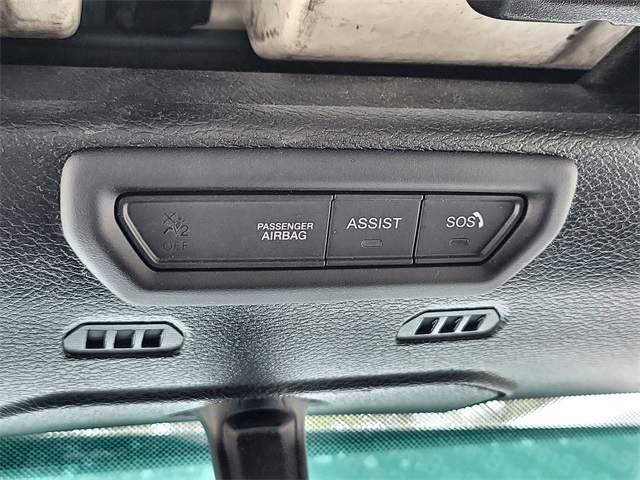 2
OFF
PASSENGER
AIRBAG
ASSIST
SOS